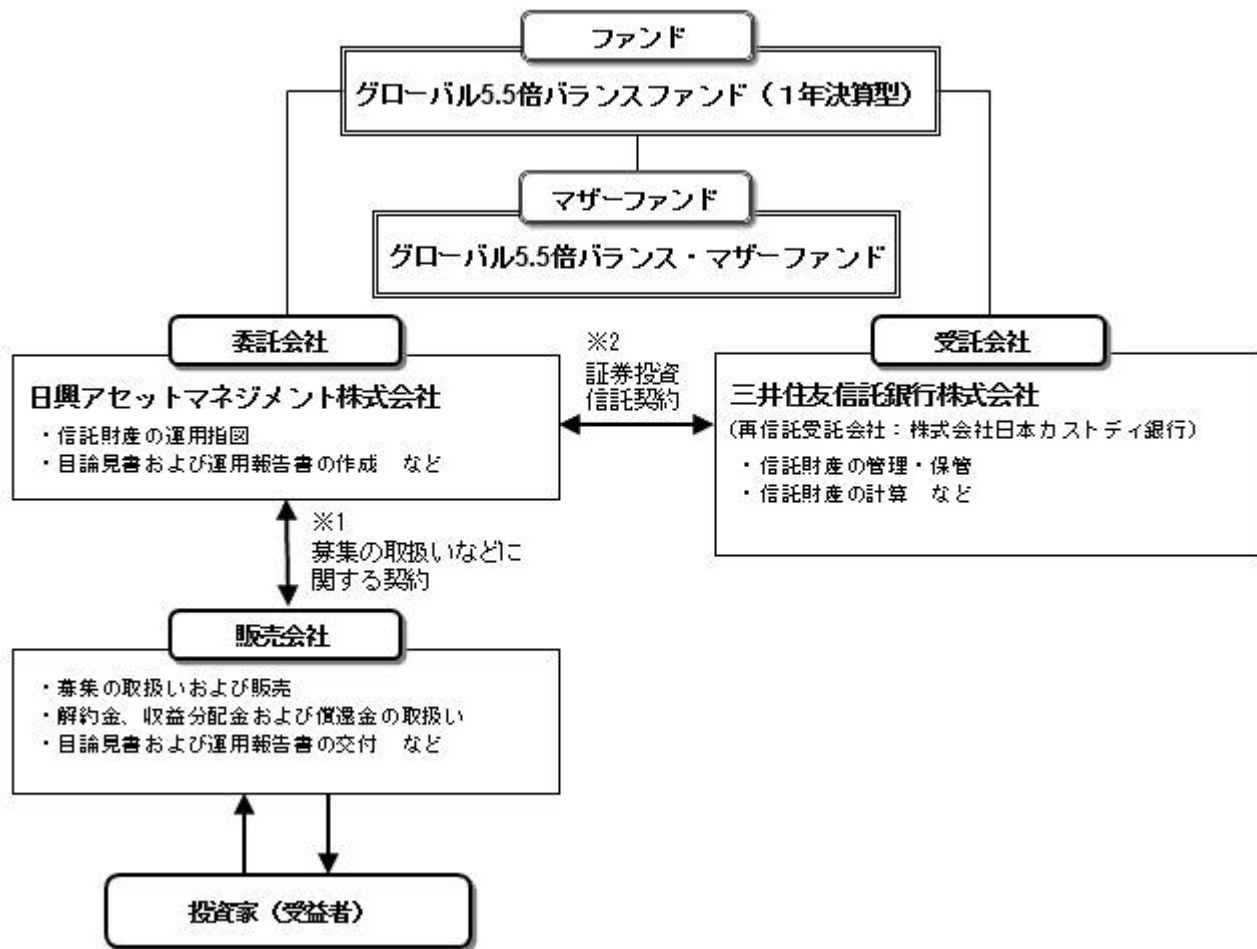 ファンド
グローバル5.5倍バランスファンド（１年決算型）
マザーファンド
グローバル5.5倍バランス・マザーファンド
委託会社
日興アセットマネジメント株式会社
・信託財産の運用指図
・目論見書および運用報告書の作成　など
※2
証券投資
信託契約
受託会社
三井住友信託銀行株式会社
（再信託受託会社：株式会社日本カストディ銀行）
・信託財産の管理・保管
・信託財産の計算　など
※1
募集の取扱いなどに
関する契約
販売会社
・募集の取扱いおよび販売
・解約金、収益分配金および償還金の取扱い
・目論見書および運用報告書の交付　など
投資家（受益者）